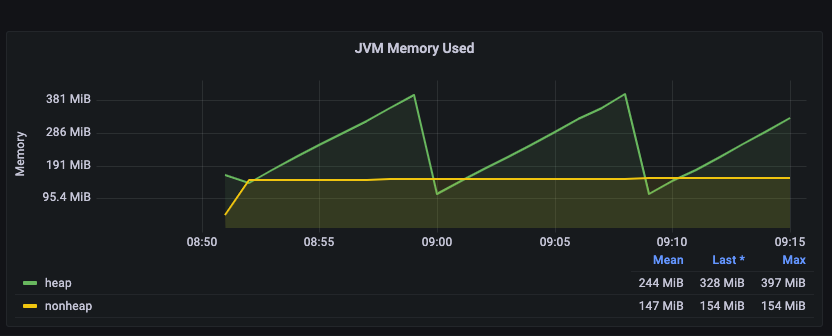 JVM Memory Used
Memory
381 MiB
286 MiB
191 MiB
95.4 MiB
08:50 08:55 09:00 09:05 09:10 09:15
Mean Last * Max
heap 244 MiB 328 MiB 397 MiB
nonheap 147 MiB 154 MiB 154 MiB